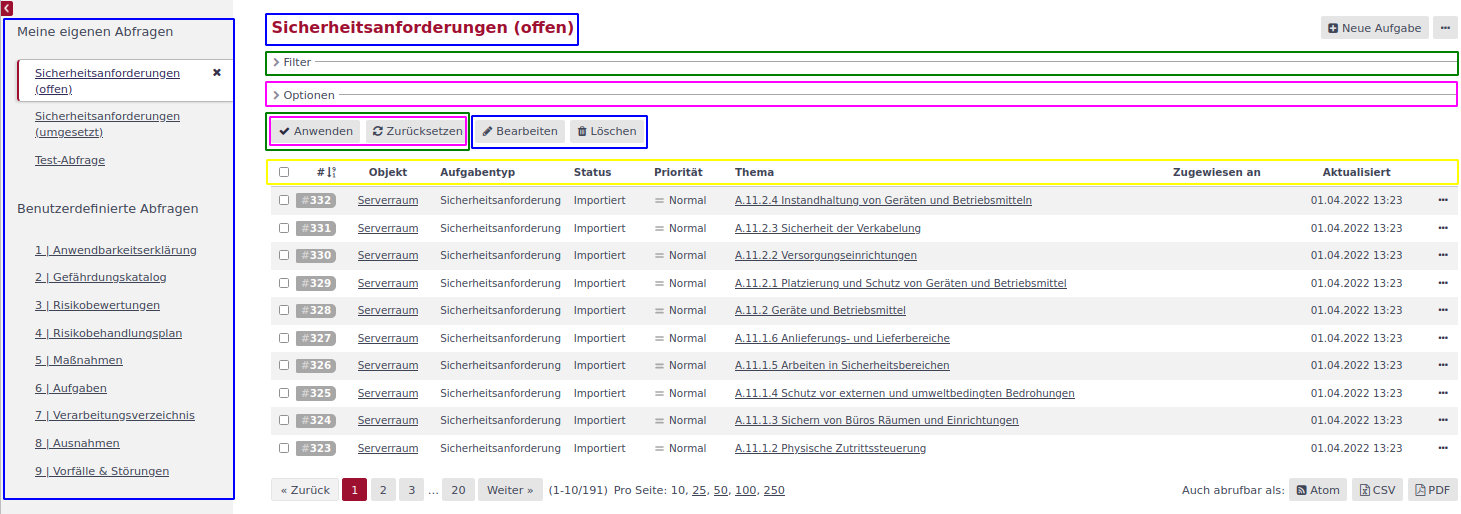 Meine eigenen Abfragen
Sicherheitsanforderungen
(offen)
Sicherheitsanforderungen
(umgesetzt)
Test-Abfrage
Benutzerdefinierte Abfragen
1 | Anwendbarkeitserklärung
2 | Gefährdungskatalog
3 | Risikobewertungen
4 | Risikobehandlungsplan
5 | Maßnahmen
6 | Aufgaben
7 | Verarbeitungsverzeichnis
8 | Ausnahmen
9 | Vorfälle & Störungen
Sicherheitsanforderungen (offen)
Neue Aufgabe
Filter
Optionen
Anwenden Zurücksetzen Bearbeiten Löschen
# Objekt Aufgabentyp Status Priorität Thema Zugewiesen an Aktualisiert
#332 Serverraum Sicherheitsanforderung Importiert Normal A.11.2.4 Instandhaltung von Geräten und Betriebsmitteln 01.04.2022 13:23
#331 Serverraum Sicherheitsanforderung Importiert Normal A.11.2.3 Sicherheit der Verkabelung 01.04.2022 13:23
#330 Serverraum Sicherheitsanforderung Importiert Normal A.11.2.2 Versorgungseinrichtungen 01.04.2022 13:23
#329 Serverraum Sicherheitsanforderung Importiert Normal A.11.2.1 Platzierung und Schutz von Geräten und Betriebsmittel 01.04.2022 13:23
#328 Serverraum Sicherheitsanforderung Importiert Normal A.11.2 Geräte und Betriebsmittel 01.04.2022 13:23
#327 Serverraum Sicherheitsanforderung Importiert Normal A.11.1.6 Anlieferungs- und Lieferbereiche 01.04.2022 13:23
#326 Serverraum Sicherheitsanforderung Importiert Normal A.11.1.5 Arbeiten in Sicherheitsbereichen 01.04.2022 13:23
#325 Serverraum Sicherheitsanforderung Importiert Normal A.11.1.4 Schutz vor externen und umweltbedingten Bedrohungen 01.04.2022 13:23
#324 Serverraum Sicherheitsanforderung Importiert Normal A.11.1.3 Sichern von Büros Räumen und Einrichtungen 01.04.2022 13:23
#323 Serverraum Sicherheitsanforderung Importiert Normal A.11.1.2 Physische Zutrittssteuerung 01.04.2022 13:23
« Zurück 1 2 3 ... 20 Weiter » (1-10/191) Pro Seite: 10, 25, 50, 100, 250 Auch abrufbar als: Atom CSV PDF